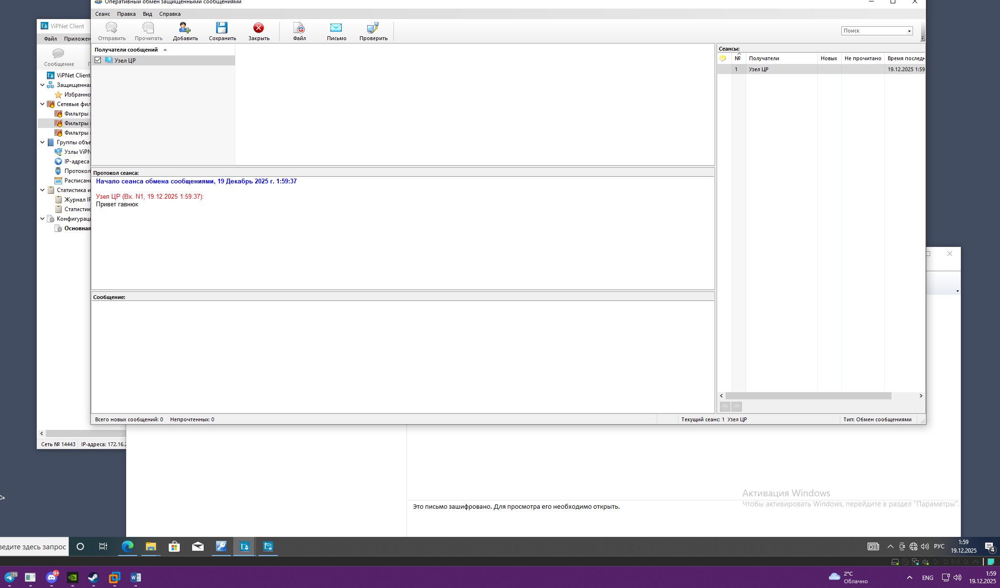 Оперативный обмен защищенными сообщениями
Сеанс Правка Вид Справка
Отправить Прочитать Добавить Сохранить Закрыть Файл Письмо Проверить
Поиск
ViPNet Client
Файл Приложен
Сообщение
ViPNet Client
Защищенная
Избранно
Сетевые фил
Фильтры
Фильтры
Фильтры
Группы объе
Узлы ViPN
IP-адреса
Протокол
Расписани
Статистика и
Журнал IP
Статистик
Конфигураци
Основная
Сеть № 14443 IP-адреса: 172.16.2
Получатели сообщений
Узел ЦР
Протокол сеанса:
Начало сеанса обмена сообщениями, 19 Декабрь 2025 г. 1:59:37
Узел ЦР (Вх. N1, 19.12.2025 1:59:37):
Привет гавнюк
Сообщение:
Сеансы:
№ Получатели Новых Не прочитано Время последн
1 Узел ЦР 19.12.2025 1:59
Всего новых сообщений: 0 Непрочтенных: 0
Текущий сеанс: 1 Узел ЦР
Тип: Обмен сообщениями
С»
Активация Windows
Чтобы активировать Windows, перейдите в раздел "Параметры".
Это письмо зашифровано. Для просмотра его необходимо открыть.
ведите здесь запрос
РУС
1:59
19.12.2025
4
75
9+
2°C
Облачно
ENG
1:59
19.12.2025